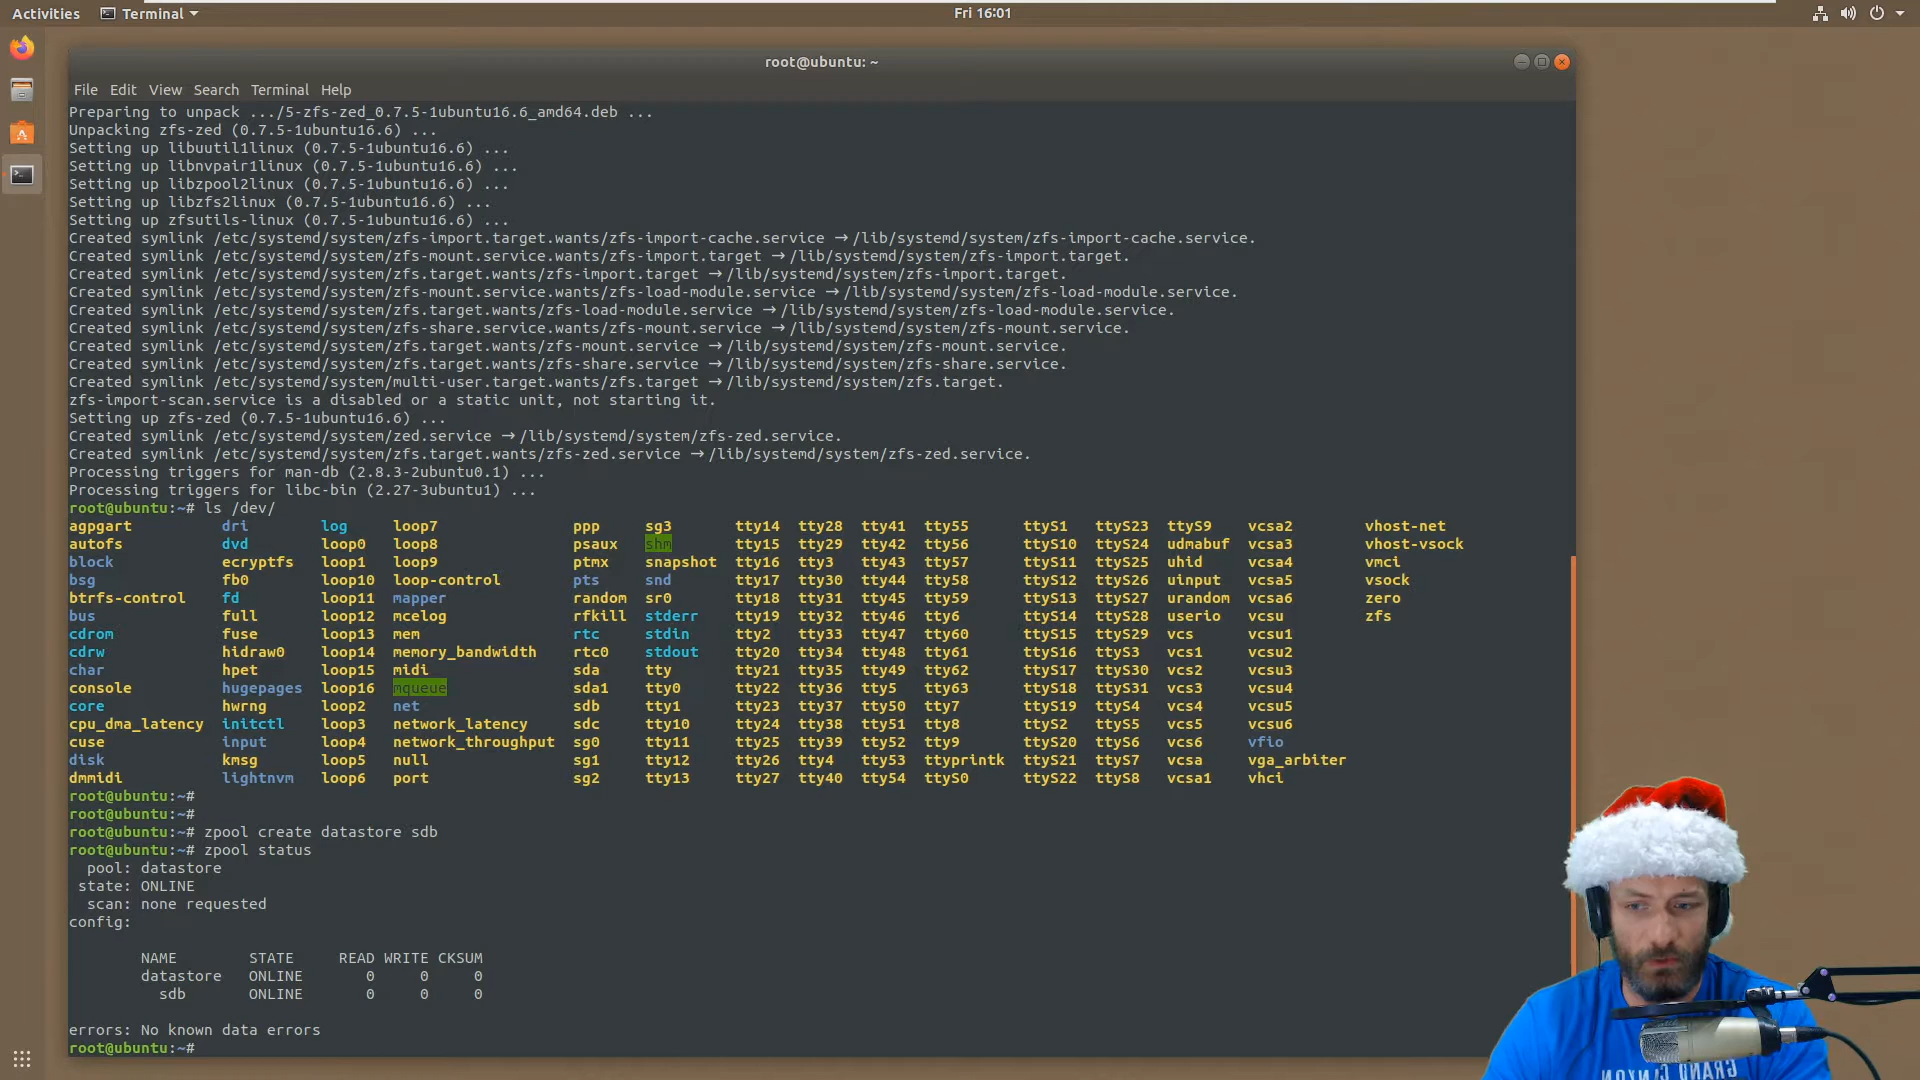 Activities Terminal Fri 16:01
root@ubuntu: ~
File Edit View Search Terminal Help
Preparing to unpack .../5-zfs-zed_0.7.5-1ubuntu16.6_amd64.deb ...
Unpacking zfs-zed (0.7.5-1ubuntu16.6) ...
Setting up libuutil1linux (0.7.5-1ubuntu16.6) ...
Setting up libnvpair1linux (0.7.5-1ubuntu16.6) ...
Setting up libzpool2linux (0.7.5-1ubuntu16.6) ...
Setting up libzfs2linux (0.7.5-1ubuntu16.6) ...
Setting up zfsutils-linux (0.7.5-1ubuntu16.6) ...
Created symlink /etc/systemd/system/zfs-import.target.wants/zfs-import-cache.service → /lib/systemd/system/zfs-import-cache.service.
Created symlink /etc/systemd/system/zfs-mount.service.wants/zfs-import.target → /lib/systemd/system/zfs-import.target.
Created symlink /etc/systemd/system/zfs.target.wants/zfs-import.target → /lib/systemd/system/zfs-import.target.
Created symlink /etc/systemd/system/zfs-mount.service.wants/zfs-load-module.service → /lib/systemd/system/zfs-load-module.service.
Created symlink /etc/systemd/system/zfs.target.wants/zfs-load-module.service → /lib/systemd/system/zfs-load-module.service.
Created symlink /etc/systemd/system/zfs-share.service.wants/zfs-mount.service → /lib/systemd/system/zfs-mount.service.
Created symlink /etc/systemd/system/zfs.target.wants/zfs-mount.service → /lib/systemd/system/zfs-mount.service.
Created symlink /etc/systemd/system/zfs.target.wants/zfs-share.service → /lib/systemd/system/zfs-share.service.
Created symlink /etc/systemd/system/multi-user.target.wants/zfs.target → /lib/systemd/system/zfs.target.
zfs-import-scan.service is a disabled or a static unit, not starting it.
Setting up zfs-zed (0.7.5-1ubuntu16.6) ...
Created symlink /etc/systemd/system/zed.service → /lib/systemd/system/zfs-zed.service.
Created symlink /etc/systemd/system/zfs.target.wants/zfs-zed.service → /lib/systemd/system/zfs-zed.service.
Processing triggers for man-db (2.8.3-2ubuntu0.1) ...
Processing triggers for libc-bin (2.27-3ubuntu1) ...
root@ubuntu:~# ls /dev/
agpgart dri log loop7 ppp sg3 tty14 tty28 tty41 tty55 ttyS1 ttyS23 ttyS9 vcsa2 vhost-net
autofs dvd loop0 loop8 psaux shm tty15 tty29 tty42 tty56 ttyS10 ttyS24 udmabuf vcsa3 vhost-vsock
block ecryptfs loop1 loop9 ptmx snapshot tty16 tty3 tty43 tty57 ttyS11 ttyS25 uhid vcsa4 vmci
bsg fb0 loop10 loop-control pts snd tty17 tty30 tty44 tty58 ttyS12 ttyS26 uinput vcsa5 vsock
btrfs-control fd loop11 mapper random sr0 tty18 tty31 tty45 tty59 ttyS13 ttyS27 urandom vcsa6 zero
bus full loop12 mcelog rfkill stderr tty19 tty32 tty46 tty6 ttyS14 ttyS28 userio vcsu zfs
cdrom fuse loop13 mem rtc stdin tty2 tty33 tty47 tty60 ttyS15 ttyS29 vcs vcsu1
cdrw hidraw0 loop14 memory_bandwidth rtc0 stdout tty20 tty34 tty48 tty61 ttyS16 ttyS3 vcs1 vcsu2
char hpet loop15 midi sda tty tty21 tty35 tty49 tty62 ttyS17 ttyS30 vcs2 vcsu3
console hugepages loop16 mqueue sda1 tty0 tty22 tty36 tty5 tty63 ttyS18 ttyS31 vcs3 vcsu4
core hwrng loop2 net sdb tty1 tty23 tty37 tty50 tty7 ttyS19 ttyS4 vcs4 vcsu5
cpu_dma_latency initctl loop3 network_latency sdc tty10 tty24 tty38 tty51 tty8 ttyS2 ttyS5 vcs5 vcsu6
cuse input loop4 network_throughput sg0 tty11 tty25 tty39 tty52 tty9 ttyS20 ttyS6 vcs6 vfio
disk kmsg loop5 null sg1 tty12 tty26 tty4 tty53 ttyprintk ttyS21 ttyS7 vcsa vga_arbiter
dmmidi lightnvm loop6 port sg2 tty13 tty27 tty40 tty54 ttyS0 ttyS22 ttyS8 vcsa1 vhci
root@ubuntu:~#
root@ubuntu:~#
root@ubuntu:~# zpool create datastore sdb
root@ubuntu:~# zpool status
pool: datastore
state: ONLINE
scan: none requested
config:
NAME STATE READ WRITE CKSUM
datastore ONLINE 0 0 0
sdb ONLINE 0 0 0
errors: No known data errors
root@ubuntu:~#
GRAND CANYON